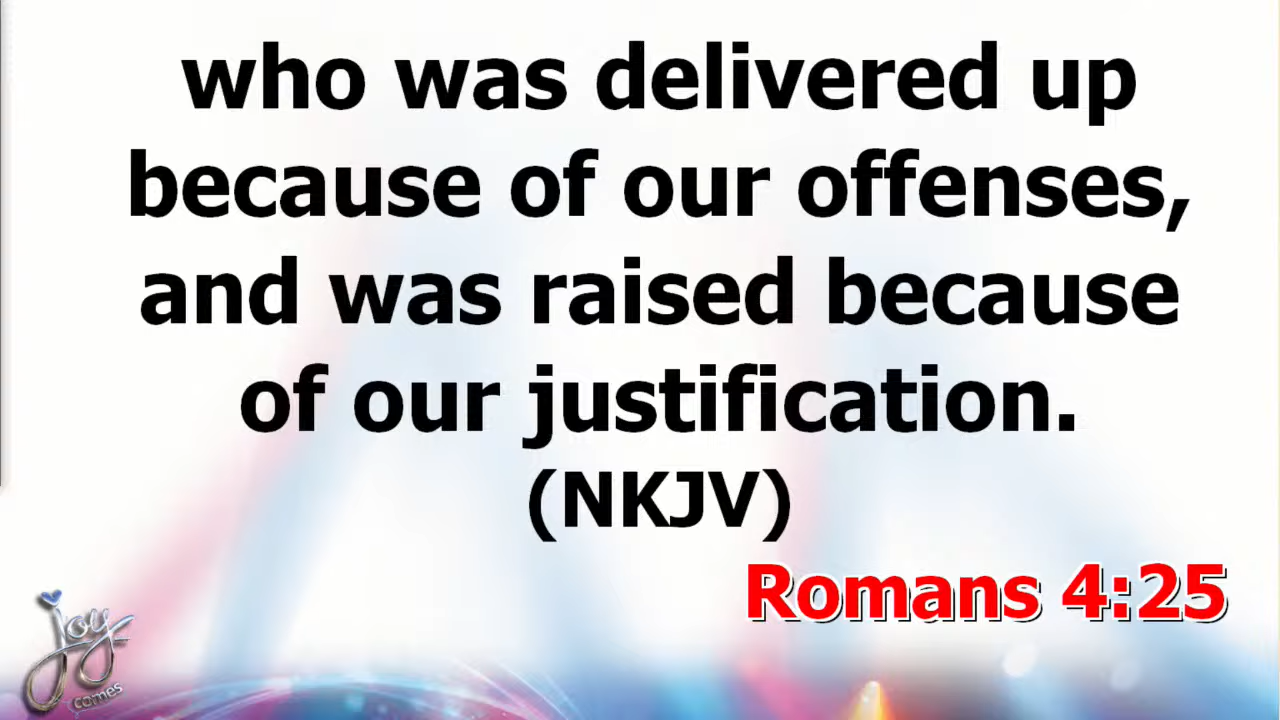 who was delivered up
because of our offenses,
and was raised because
of our justification.
(NKJV)
Romans 4:25
joy
comes